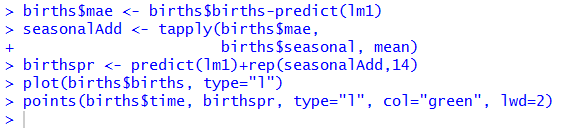 > births$mae <- births$births-predict(lm1)
> seasonalAdd <- tapply(births$mae,
+                       births$seasonal, mean)
> birthspr <- predict(lm1)+rep(seasonalAdd,14)
> plot(births$births, type="l")
> points(births$time, birthspr, type="l", col="green", lwd=2)
>